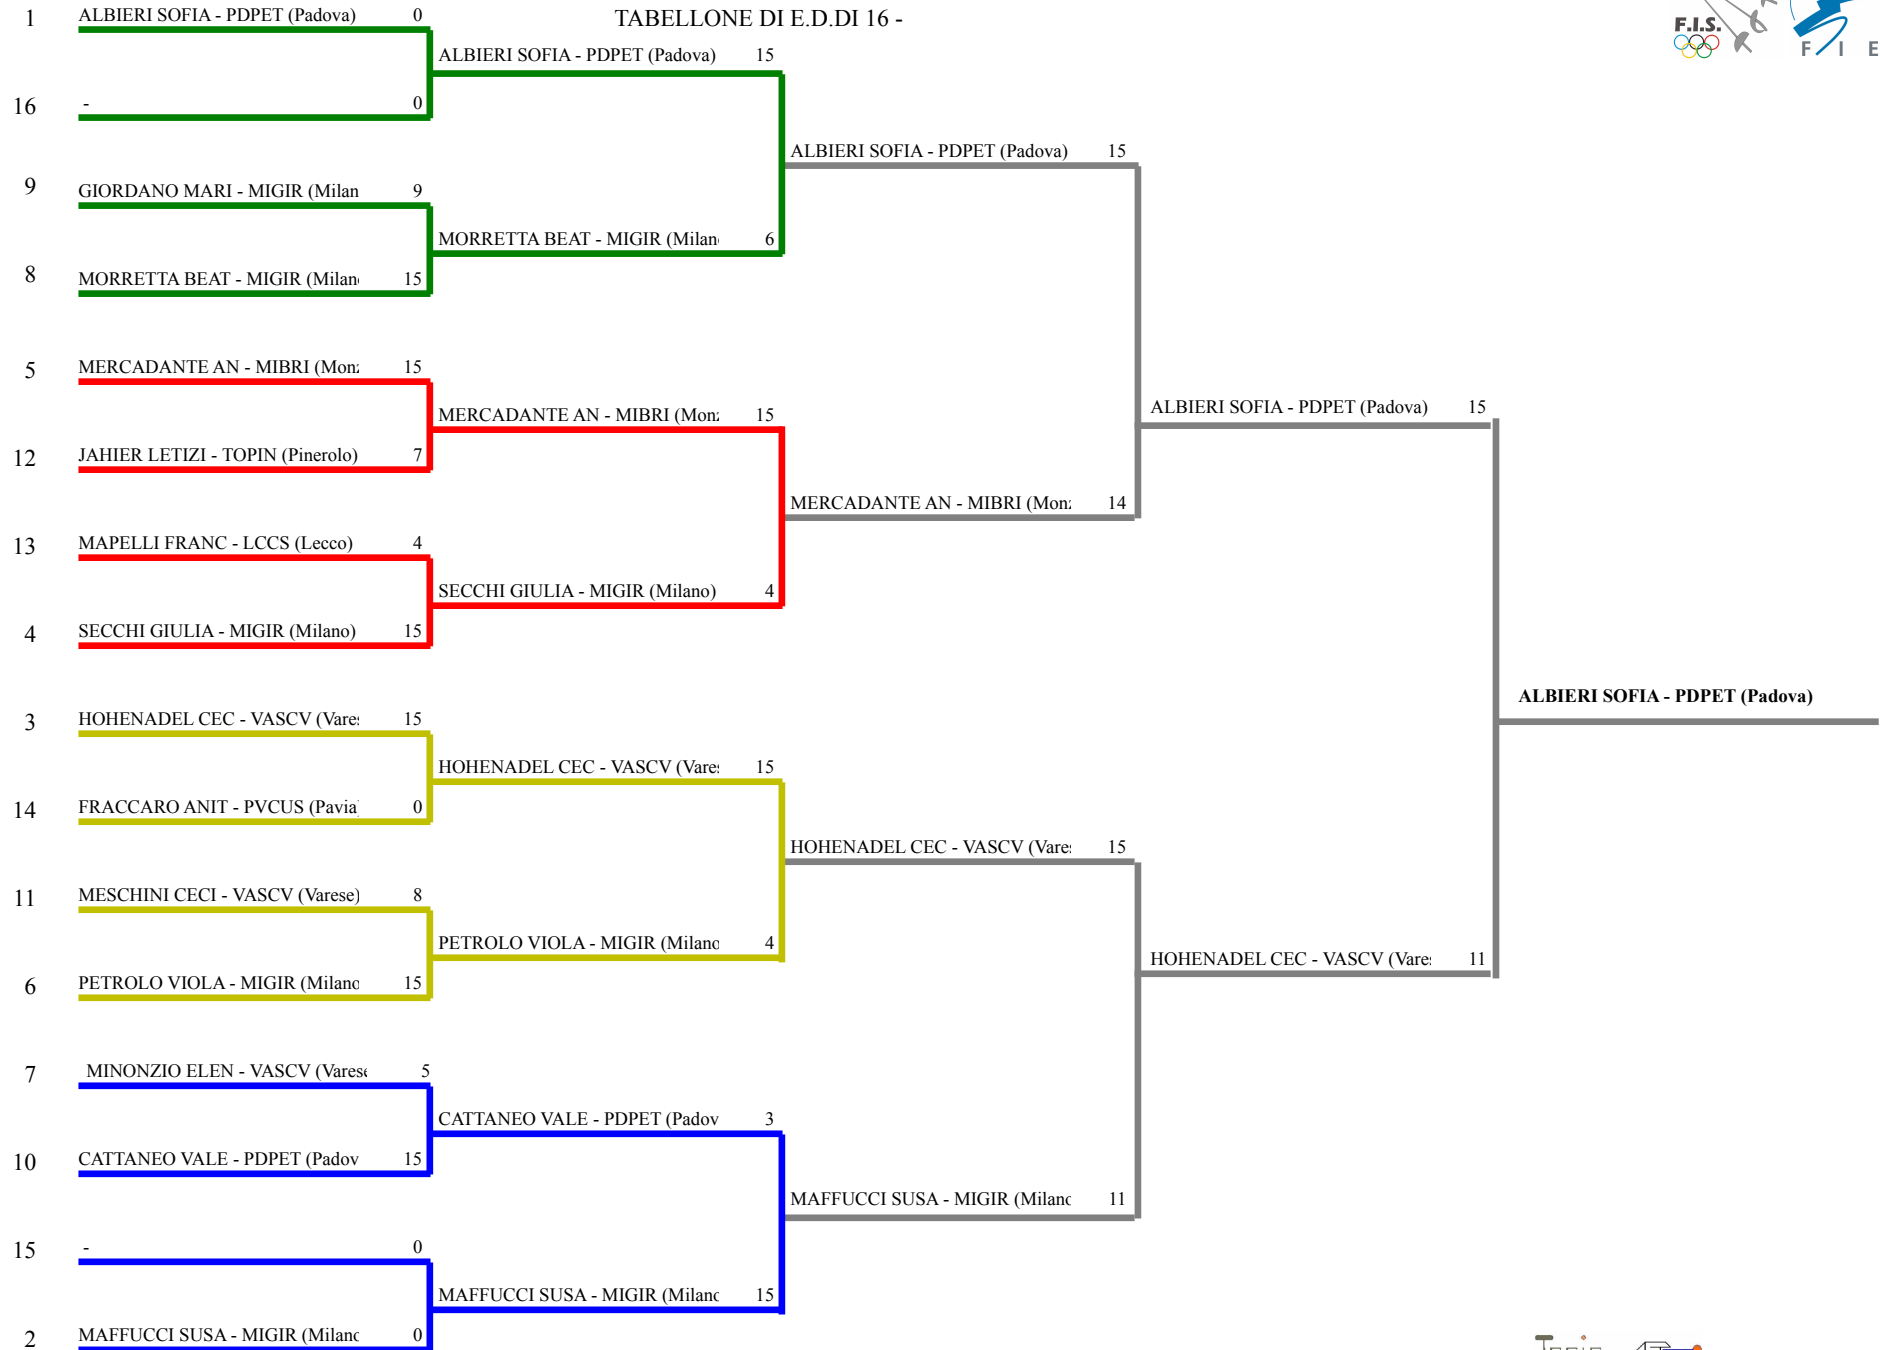 TABELLONE DI E.D.DI 16 -
F.I.S.
F I E
1 ALBIERI SOFIA - PDPET (Padova) 0
ALBIERI SOFIA - PDPET (Padova) 15
16 - 0
ALBIERI SOFIA - PDPET (Padova) 15
9 GIORDANO MARI - MIGIR (Milan 9
MORRETTA BEAT - MIGIR (Milan 6
8 MORRETTA BEAT - MIGIR (Milan 15
5 MERCADANTE AN - MIBRI (Mon 15
MERCADANTE AN - MIBRI (Mon 15
ALBIERI SOFIA - PDPET (Padova) 15
12 JAHIER LETIZI - TOPIN (Pinerolo) 7
MERCADANTE AN - MIBRI (Mon 14
13 MAPELLI FRANC - LCCS (Lecco) 4
SECCHI GIULIA - MIGIR (Milano) 4
4 SECCHI GIULIA - MIGIR (Milano) 15
ALBIERI SOFIA - PDPET (Padova)
3 HOHENADEL CEC - VASCV (Vare 15
HOHENADEL CEC - VASCV (Vare 15
14 FRACCARO ANIT - PVCUS (Pavia 0
HOHENADEL CEC - VASCV (Vare 15
11 MESCHINI CECI - VASCV (Varese) 8
PETROLO VIOLA - MIGIR (Milano 4
HOHENADEL CEC - VASCV (Vare 11
6 PETROLO VIOLA - MIGIR (Milano 15
7 MINONZIO ELEN - VASCV (Varese 5
CATTANEO VALE - PDPET (Padov 3
10 CATTANEO VALE - PDPET (Padov 15
MAFFUCCI SUSA - MIGIR (Milano 11
15 - 0
MAFFUCCI SUSA - MIGIR (Milano 15
2 MAFFUCCI SUSA - MIGIR (Milano 0